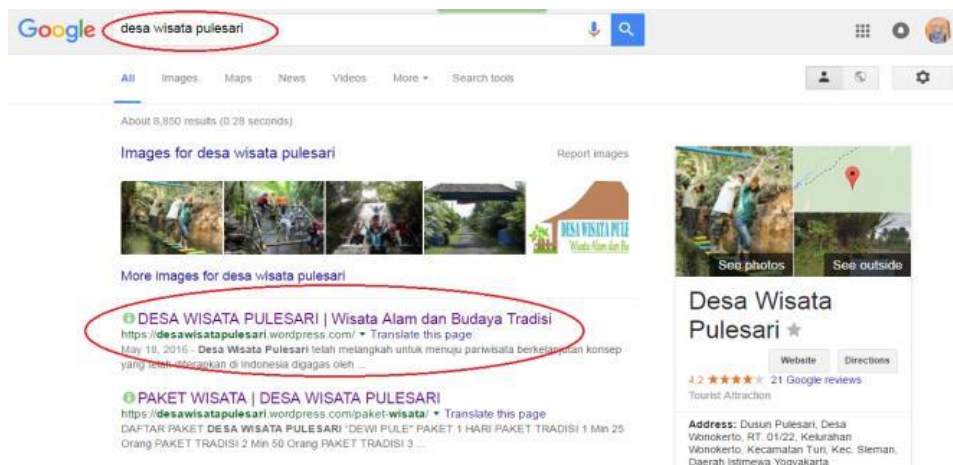 Google
desa wisata pulesari
All Images Maps News Videos More Search tools
About 8,850 results (0.28 seconds)
Images for desa wisata pulesari
Report images
DESA WISATA PULE
Wisata Alam dan Bu
More images for desa wisata pulesari
DESA WISATA PULESARI | Wisata Alam dan Budaya Tradisi
https://desawisatapulesari.wordpress.com/ Translate this page
May 18, 2016 - Desa Wisata Pulesari telah melangkah untuk menuju pariwisata berkelanjutan konsep
yang telah diterapkan di indonesia digagas oleh ...
PAKET WISATA | DESA WISATA PULESARI
https://desawisatapulesari.wordpress.com/paket-wisata/ Translate this page
DAFTAR PAKET DESA WISATA PULESARI "DEWI PULE" PAKET 1 HARI PAKET TRADISI 1 Min 25
Orang PAKET TRADISI 2 Min 50 Orang PAKET TRADISI 3 ...
See photos
See outside
Desa Wisata
Pulesari
Website
Directions
4.2 21 Google reviews
Tourist Attraction
Address: Dusun Pulesari, Desa
Wonokerto, RT. 01/22, Kelurahan
Wonokerto, Kecamatan Turi, Kec. Sleman,
Daerah Istimewa Yogyakarta